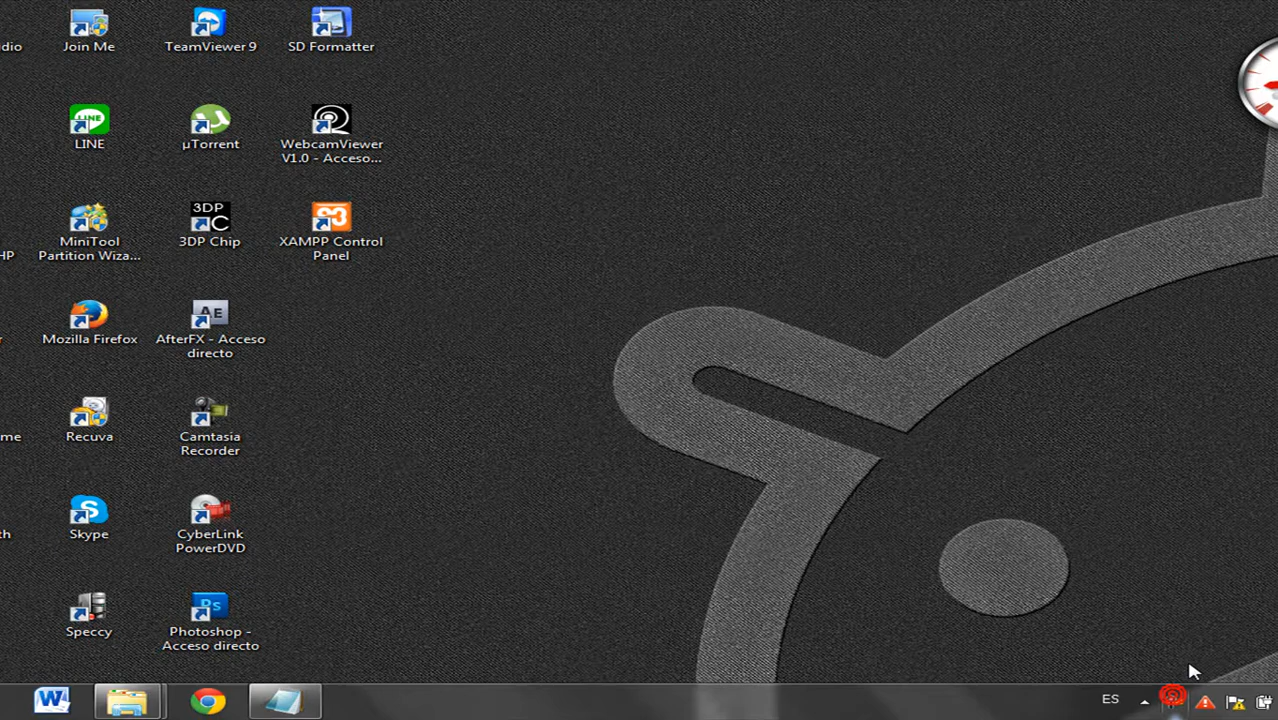 dio
Join Me
TeamViewer 9
SD Formatter
LINE
µTorrent
WebcamViewer
V1.0 - Acceso...
HP
MiniTool
Partition Wiza...
3DP
C
3DP Chip
XAMPP Control
Panel
Mozilla Firefox
AE
AfterFX - Acceso
directo
me
Recuva
Camtasia
Recorder
th
Skype
CyberLink
PowerDVD
Speccy
Ps
Photoshop -
Acceso directo
W
ES